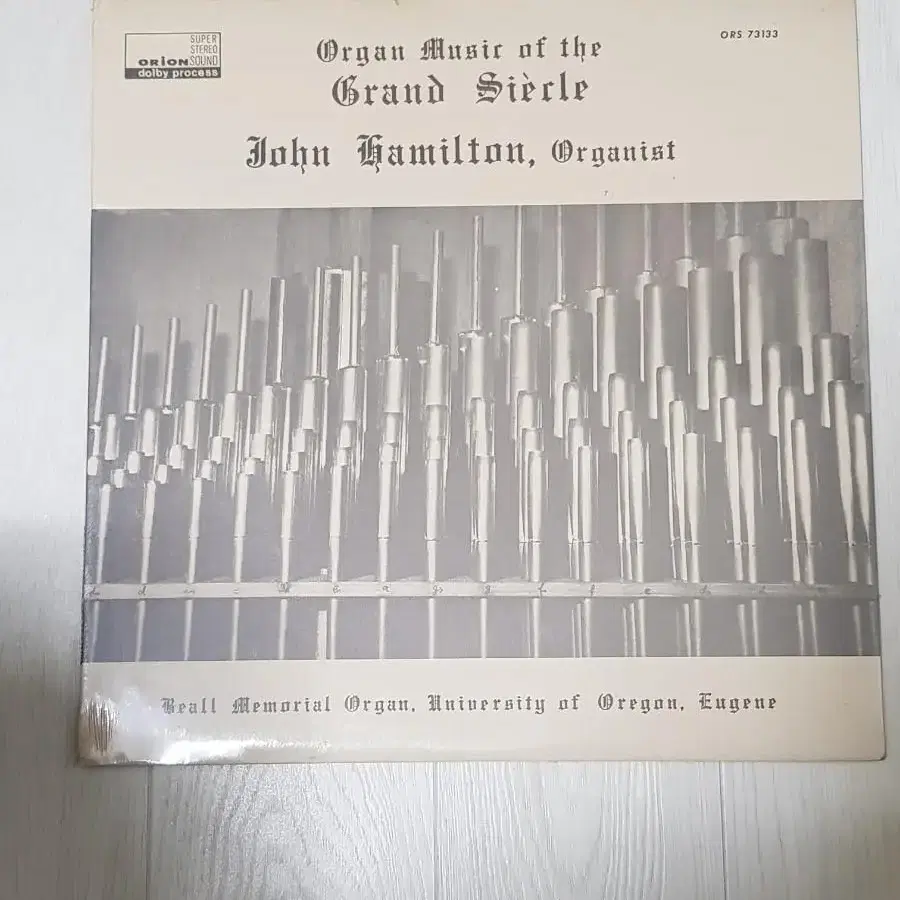 SUPER
STEREO
ORION SOUND
dolby process
ORS 73133
Organ Music of the
Grand Siècle
John Hamilton, Organist
Beall Memorial Organ, University of Oregon, Eugene